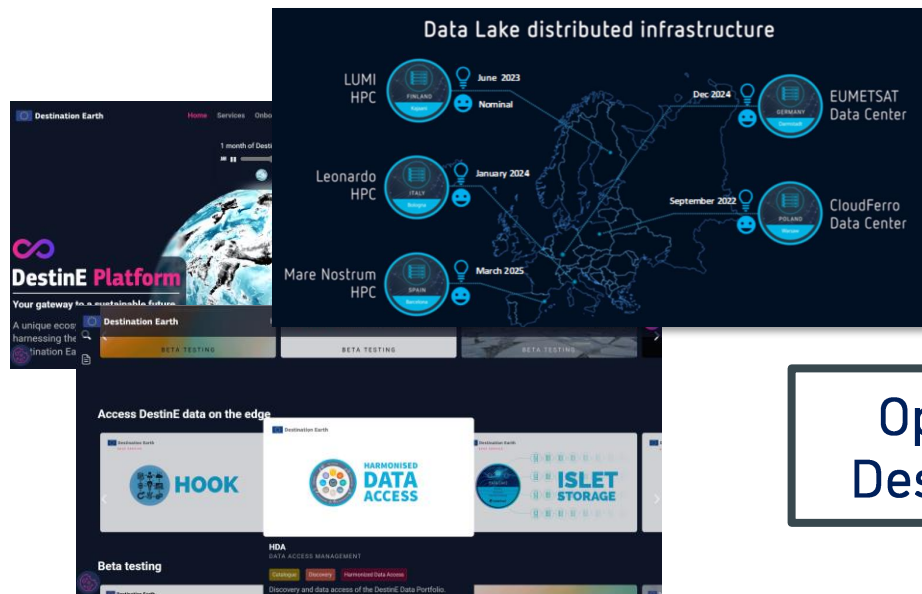 Data Lake distributed infrastructure
LUMI
HPC
FINLAND
June 2023
Nominal
Leonardo
HPC
ITALY
Bologna
January 2024
Mare Nostrum
HPC
SPAIN
Barcelona
March 2025
Dec 2024
GERMANY
Darmstadt
EUMETSAT
Data Center
September 2022
POLAND
Warsaw
CloudFerro
Data Center
Destination Earth
Home Services
1 month of
DestinE Platform
Your gateway to a sustainable future
A unique
harnessing the
Destination Earth
BETA TESTING
BETA TESTING
BETA TESTING
Access DestinE data on the edge
Destination Earth
HOOK
Destination Earth
HARMONISED
DATA
ACCESS
Destination Earth
ISLET
STORAGE
HDA
DATA ACCESS MANAGEMENT
Catalogue Discovery Harmonized Data Access
Discovery and data access of the DestinE Data Portfolio.
Beta testing
Destination Earth
Op
Des